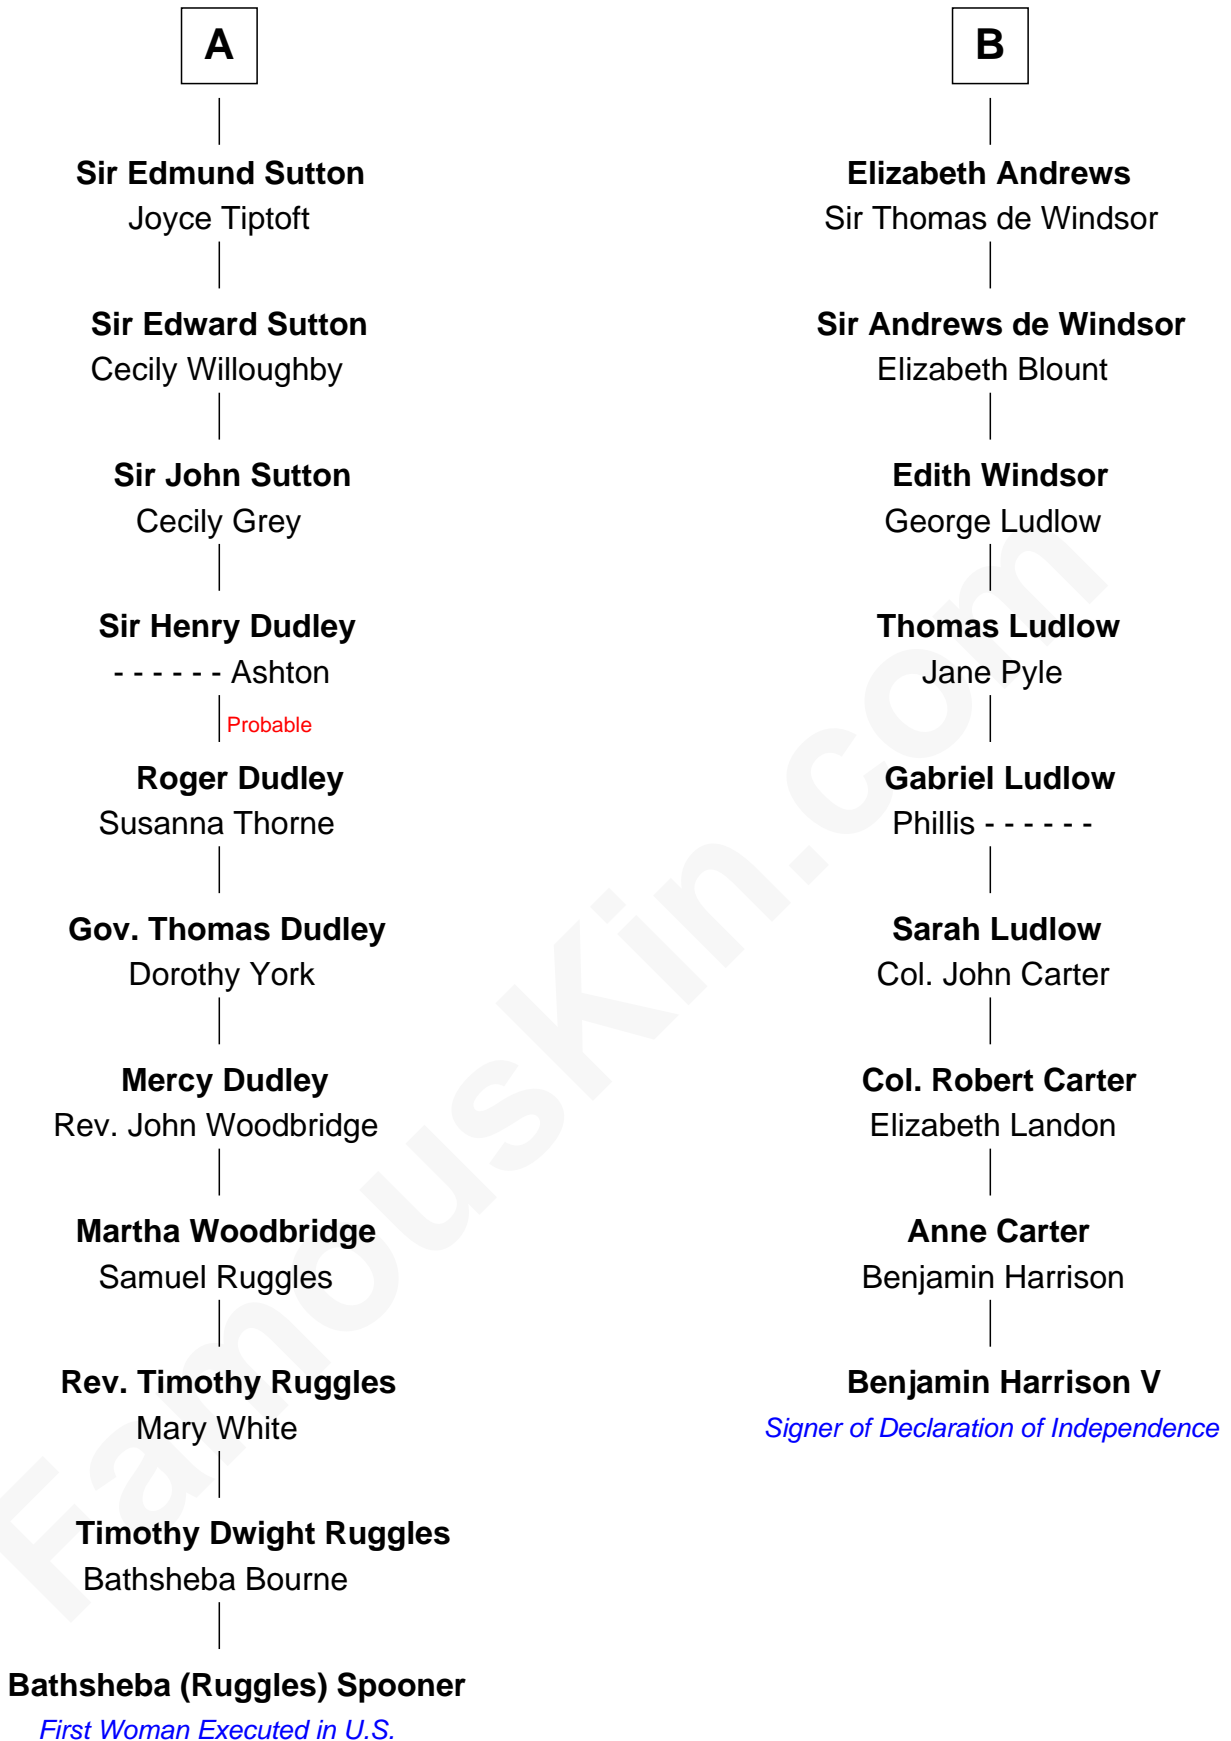 A
Sir Edmund Sutton
Joyce Tiptoft
Sir Edward Sutton
Cecily Willoughby
Sir John Sutton
Cecily Grey
Sir Henry Dudley
- - - - - - Ashton
Probable
Roger Dudley
Susanna Thorne
Gov. Thomas Dudley
Dorothy York
Mercy Dudley
Rev. John Woodbridge
Martha Woodbridge
Samuel Ruggles
Rev. Timothy Ruggles
Mary White
Timothy Dwight Ruggles
Bathsheba Bourne
Bathsheba (Ruggles) Spooner
First Woman Executed in U.S.
B
Elizabeth Andrews
Sir Thomas de Windsor
Sir Andrews de Windsor
Elizabeth Blount
Edith Windsor
George Ludlow
Thomas Ludlow
Jane Pyle
Gabriel Ludlow
Phillis - - - - - -
Sarah Ludlow
Col. John Carter
Col. Robert Carter
Elizabeth Landon
Anne Carter
Benjamin Harrison
Benjamin Harrison V
Signer of Declaration of Independence
FamousKin.com